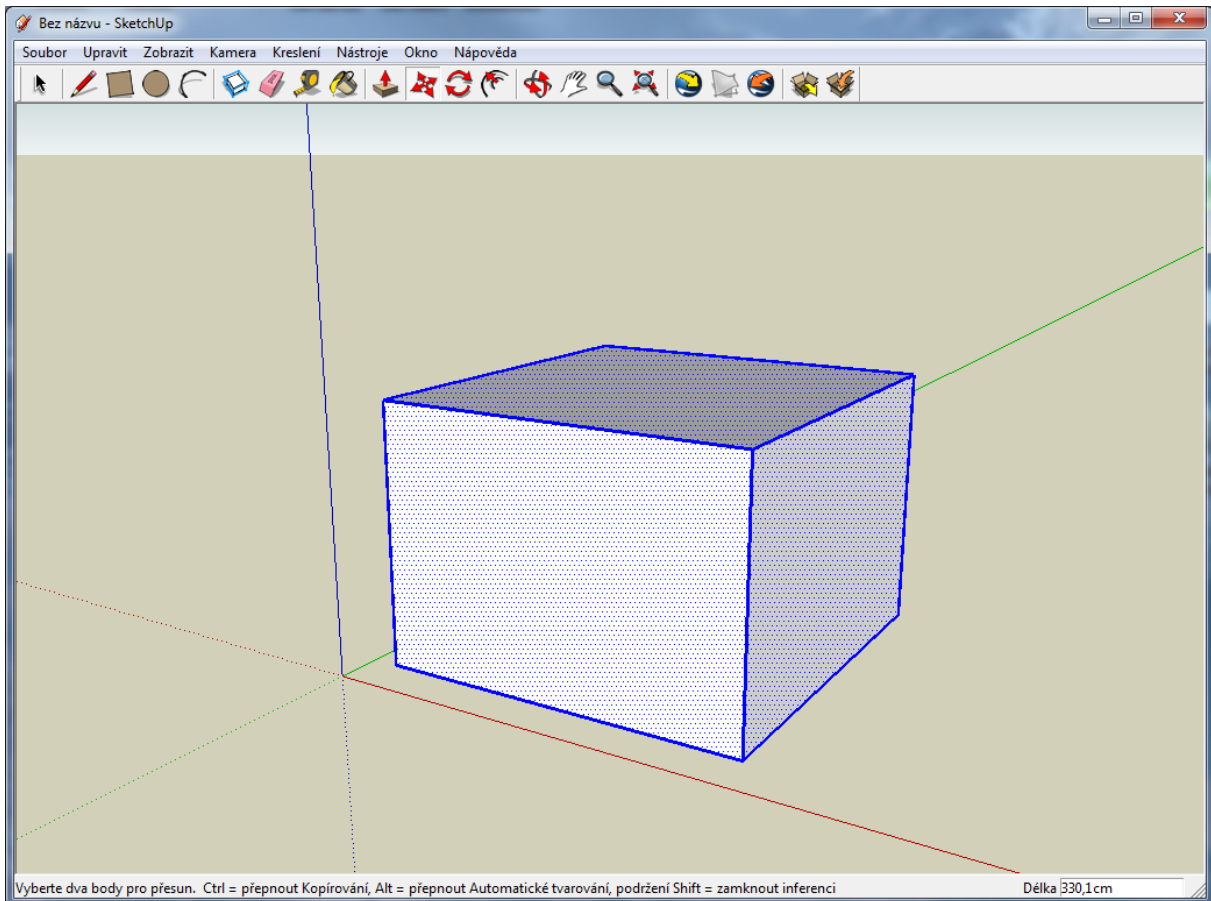 Bez názvu - SketchUp
Soubor Upravit Zobrazit Kamera Kreslení Nástroje Okno Nápověda
Vyberte dva body pro přesun. Ctrl = přepnout Kopírování, Alt = přepnout Automatické tvarování, podržení Shift = zamknout inferenci Délka 330,1cm